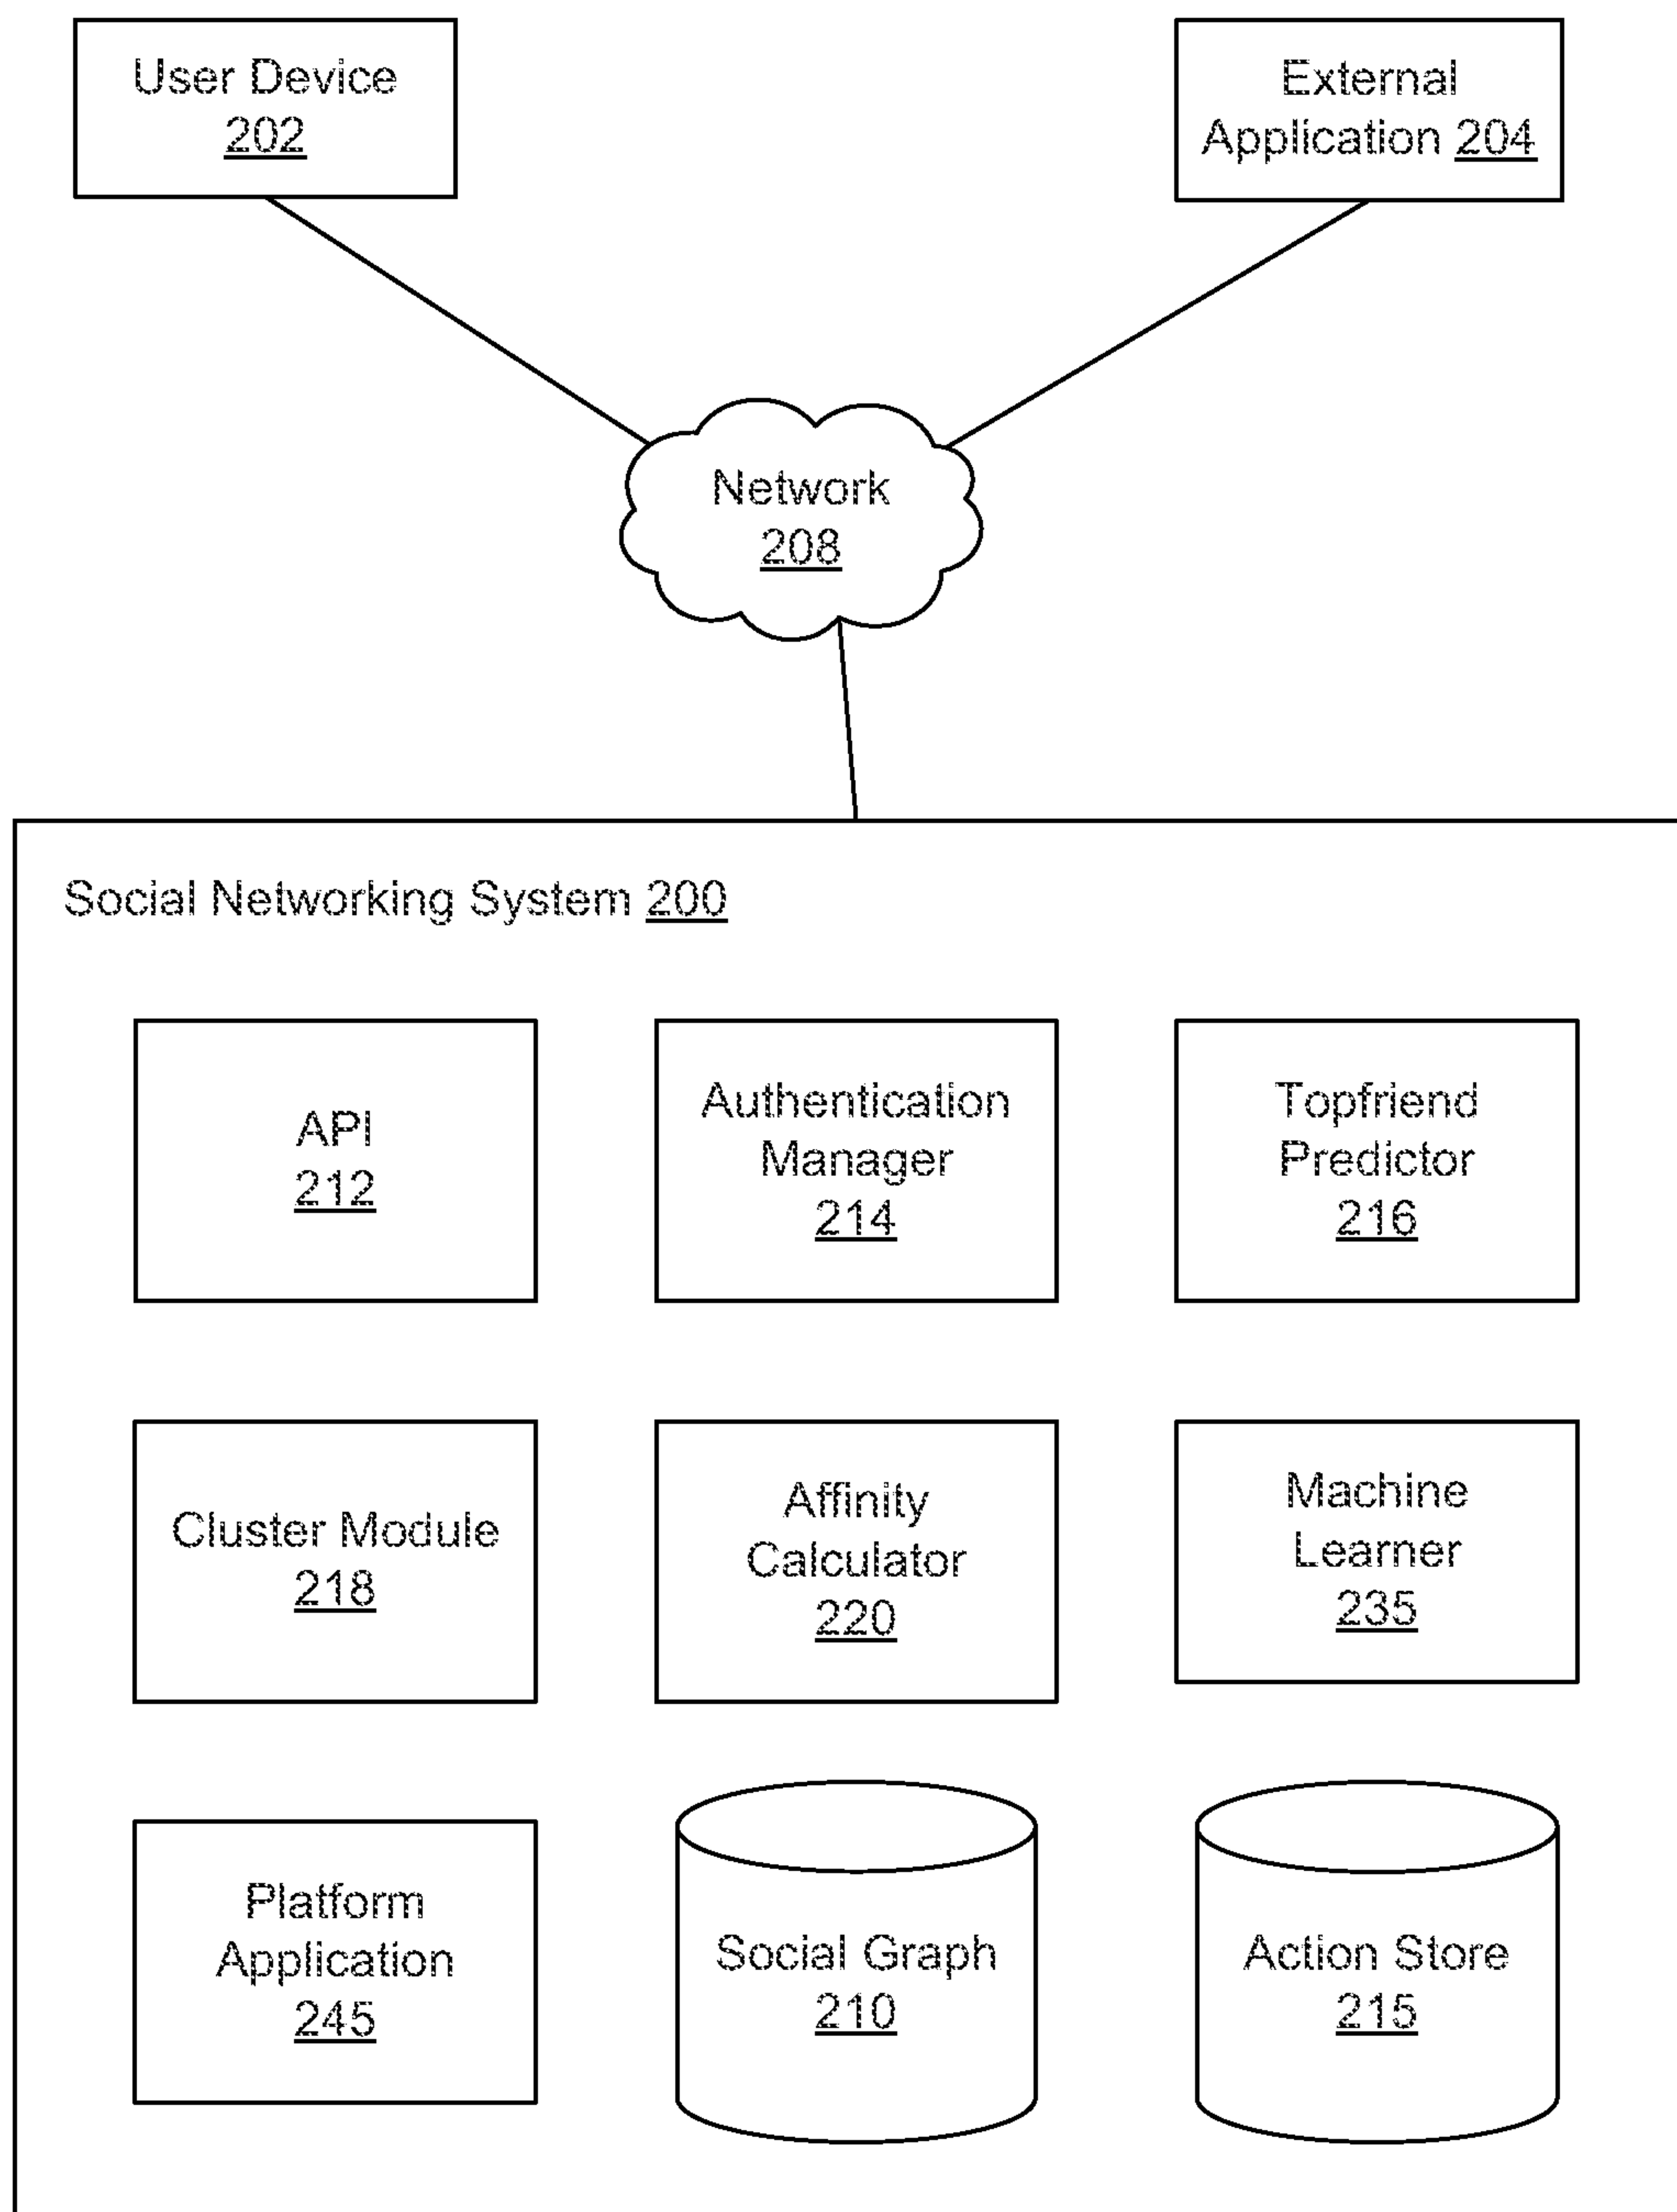 User Device
202
External
Application 204
Network
208
Social Networking System 200
API
212
Authentication
Manager
214
Topfriend
Predictor
216
Cluster Module
218
Affinity
Calculator
220
Machine
Learner
235
Platform
Application
245
Social Graph
210
Action Store
215